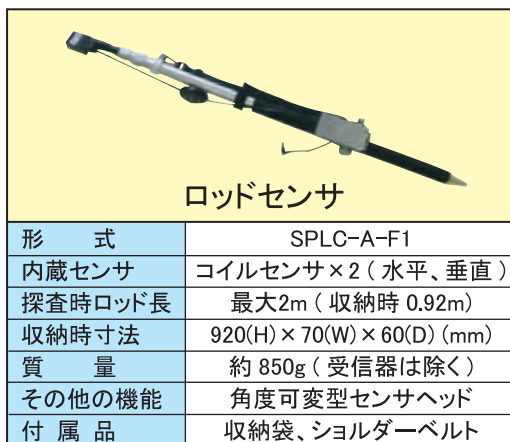 ロッドセンサ
形 式 SPLC-A-F1
内蔵センサ コイルセンサ×2 ( 水平、垂直 )
探査時ロッド長 最大2m ( 収納時 0.92m)
収納時寸法 920(H)×70(W)×60(D) (mm)
質 量 約 850g ( 受信器は除く )
その他の機能 角度可変型センサヘッド
付 属 品 収納袋、ショルダーベルト